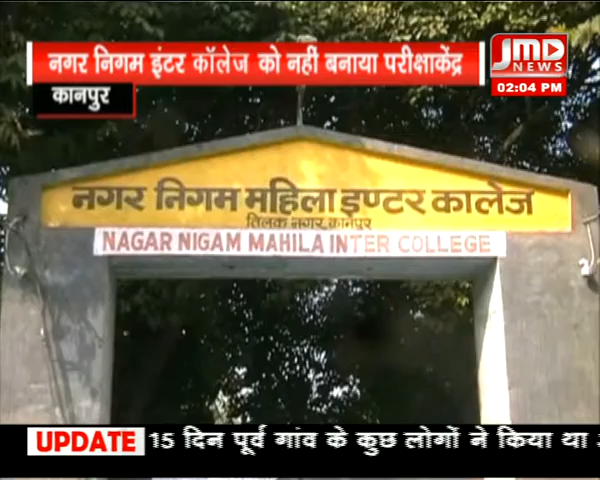 नगर निगम इंटर कॉलेज को नहीं बनाया परीक्षाकेंद्र
कानपुर
JMD
NEWS
02:04 PM
नगर निगम महिला इण्टर कालेज
तिलक नगर कानपुर
NAGAR NIGAM MAHILA INTER COLLEGE
UPDATE 15 दिन पूर्व गांव के कुछ लोगों ने किया था